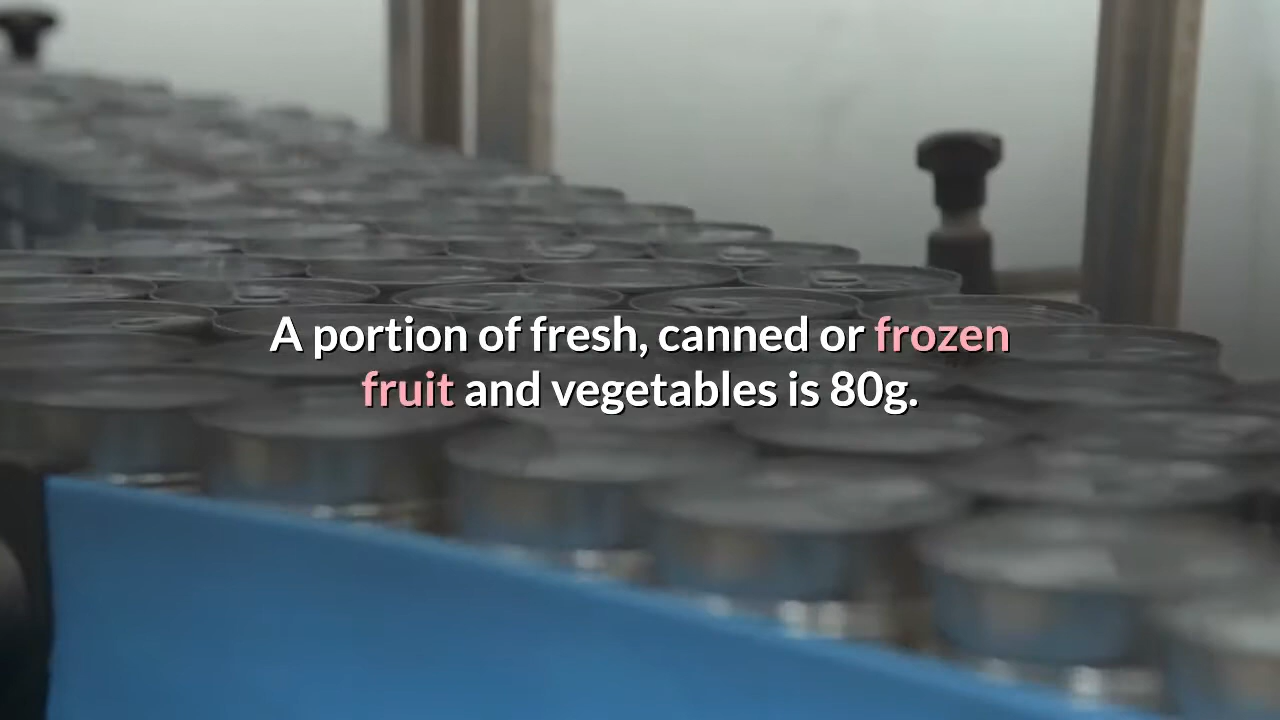 A portion of fresh, canned or frozen
fruit and vegetables is 80g.